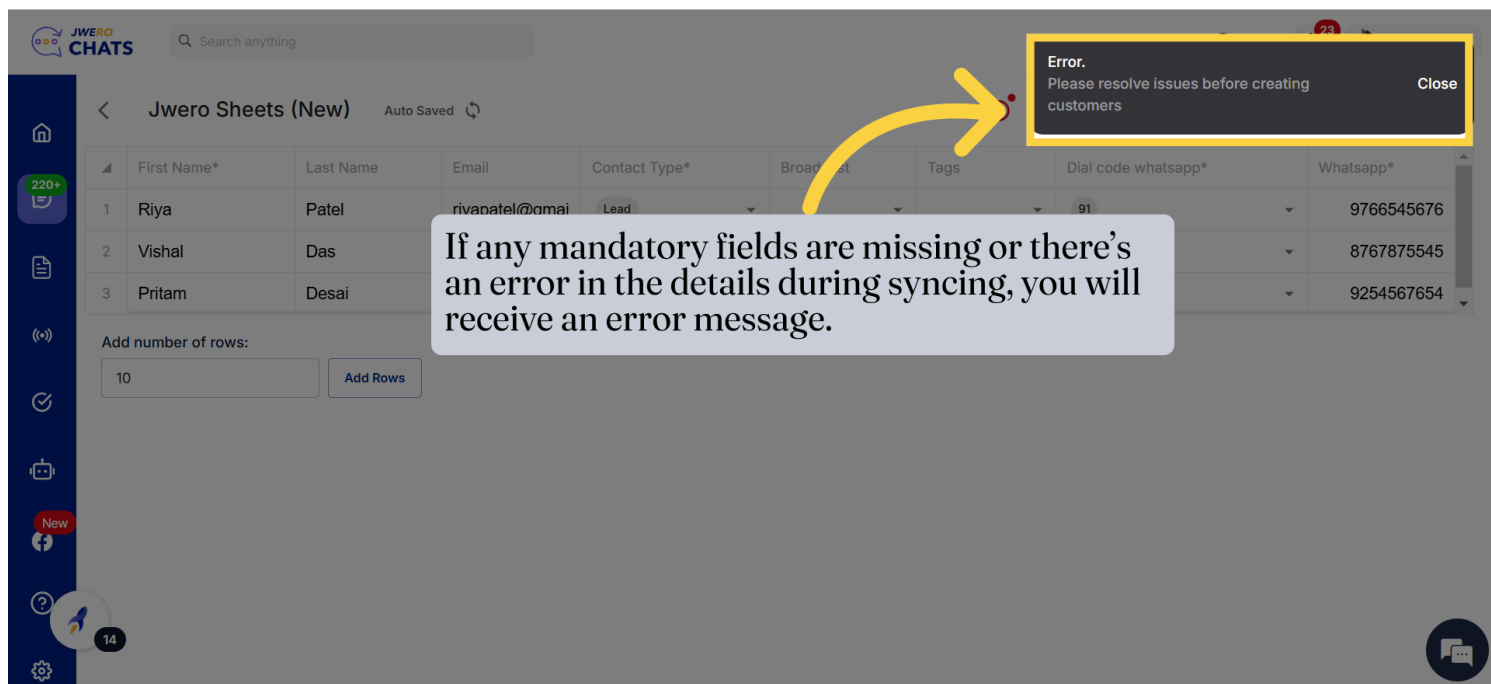 JWERO
CHATS
Search anything
23
Error.
Please resolve issues before creating
customers
Close
Jwero Sheets (New)
Auto Saved
First Name*
Last Name
Email
Contact Type*
Tags
Dial code whatsapp*
Whatsapp*
220+
1
Riya
Patel
riyapatel@gmai
Lead
91
9766545676
2
Vishal
Das
8767875545
3
Pritam
Desai
9254567654
If any mandatory fields are missing or there’s
an error in the details during syncing, you will
receive an error message.
Add number of rows:
10
Add Rows
New
14